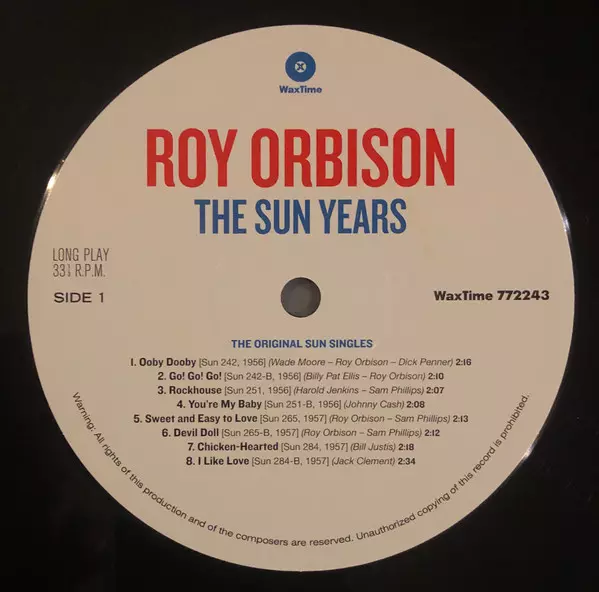 WaxTime
ROY ORBISON
THE SUN YEARS
LONG PLAY
331 R.P.M.
SIDE 1
WaxTime 772243
THE ORIGINAL SUN SINGLES
1. Ooby Dooby [Sun 242, 1956] (Wade Moore – Roy Orbison – Dick Penner) 2:16
2. Go! Go! Go! [Sun 242-B, 1956] (Billy Pat Ellis – Roy Orbison) 2:10
3. Rockhouse [Sun 251, 1956] (Harold Jenkins – Sam Phillips) 2:07
4. You're My Baby [Sun 251-B, 1956] (Johnny Cash) 2:08
5. Sweet and Easy to Love [Sun 265, 1957] (Roy Orbison – Sam Phillips) 2:13
6. Devil Doll [Sun 265-B, 1957] (Roy Orbison – Sam Phillips) 2:12
7. Chicken-Hearted [Sun 284, 1957] (Bill Justis) 2:18
8. I Like Love [Sun 284-B, 1957] (Jack Clement) 2:34
Warning: All rights of this production and of the composers are reserved. Unauthorized copying of this record is prohibited.